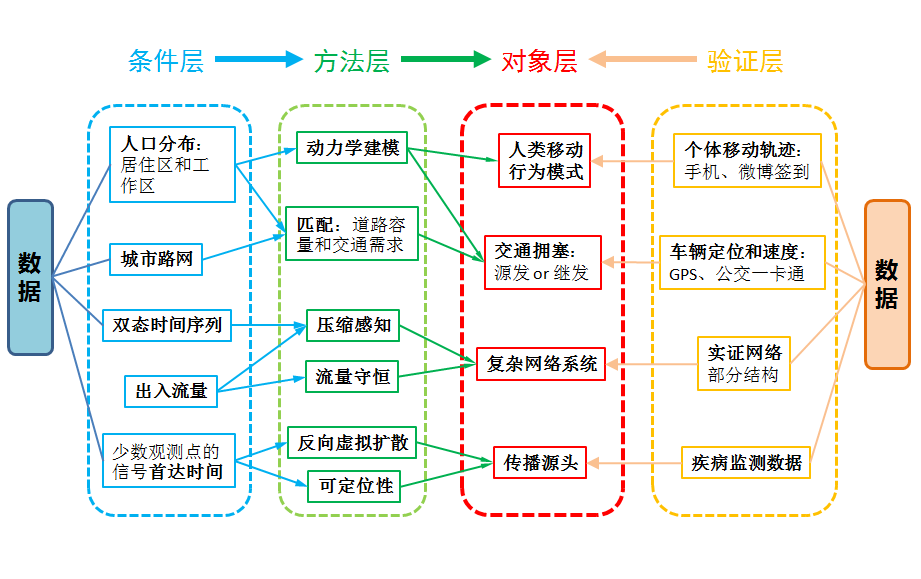 条件层
方法层
对象层
验证层
数
据
人口分布：
居住区和工
作区
城市路网
双态时间序列
出入流量
少数观测点的
信号首达时间
动力学建模
匹配：道路容
量和交通需求
压缩感知
流量守恒
反向虚拟扩散
可定位性
人类移动
行为模式
交通拥塞：
源发 or 继发
复杂网络系统
传播源头
个体移动轨迹：
手机、微博签到
车辆定位和速度：
GPS、公交一卡通
实证网络
部分结构
疾病监测数据
数
据